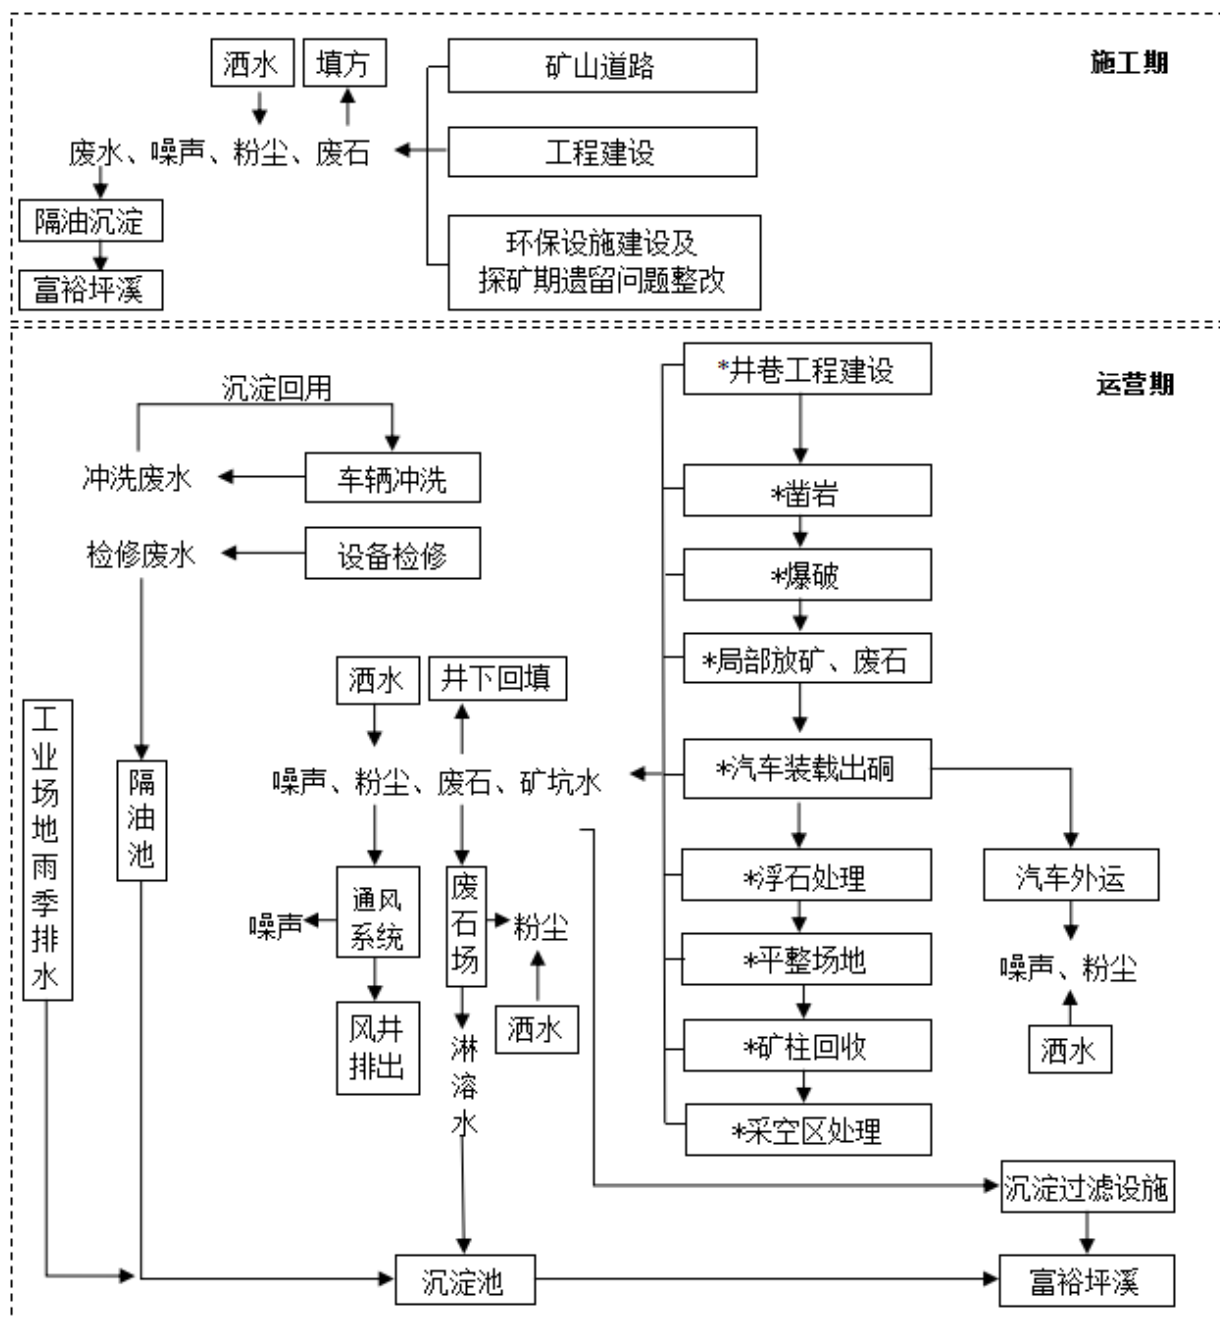 洒水
填方
矿山道路
施工期
废水、噪声、粉尘、废石
工程建设
隔油沉淀
富裕坪溪
环保设施建设及
探矿期遗留问题整改
*井巷工程建设
运营期
沉淀回用
冲洗废水
车辆冲洗
*凿岩
检修废水
设备检修
*爆破
*局部放矿、废石
洒水
井下回填
工业场地雨季排水
隔油池
噪声、粉尘、废石、矿坑水
*汽车装载出硐
*浮石处理
汽车外运
噪声
通风
系统
废石场
粉尘
*平整场地
噪声、粉尘
风井
排出
淋溶水
洒水
*矿柱回收
洒水
*采空区处理
沉淀过滤设施
沉淀池
富裕坪溪